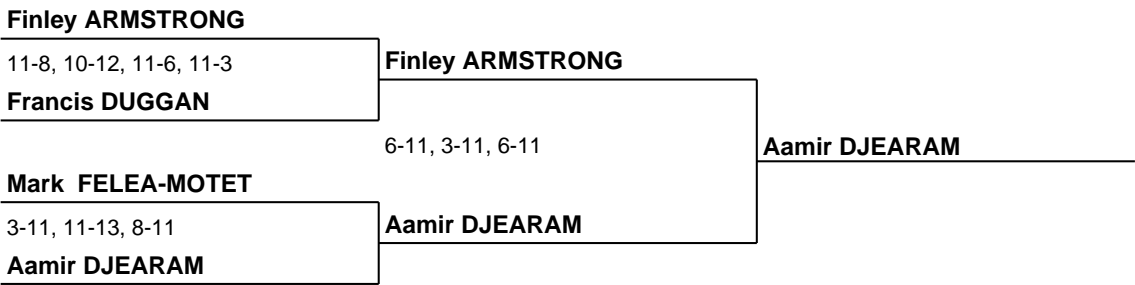 Finley ARMSTRONG
11-8, 10-12, 11-6, 11-3
Finley ARMSTRONG
Francis DUGGAN
6-11, 3-11, 6-11
Aamir DJEARAM
Mark  FELEA-MOTET
3-11, 11-13, 8-11
Aamir DJEARAM
Aamir DJEARAM